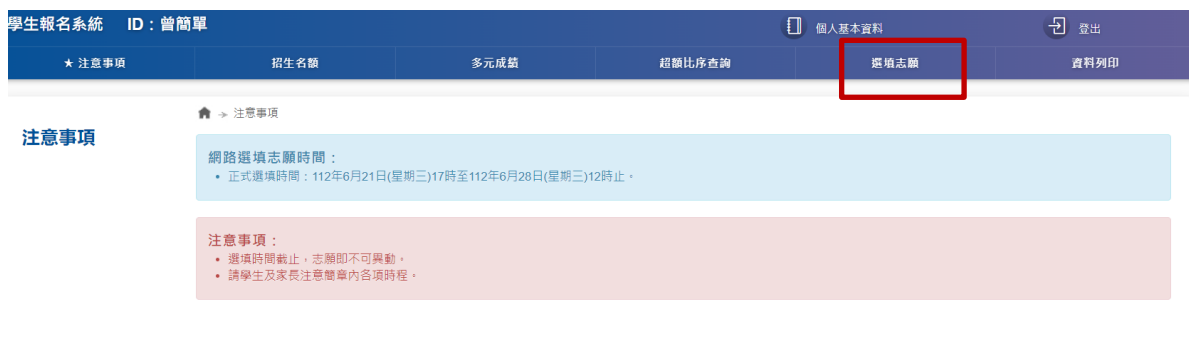 學生報名系統 ID：曾簡單
個人基本資料
登出
★ 注意事項 招生名額 多元成績 超額比序查詢 選填志願 資料列印
注意事項
注意事項
網路選填志願時間：
• 正式選填時間：112年6月21日(星期三)17時至112年6月28日(星期三)12時止。
注意事項：
• 選填時間截止，志願即不可異動，
• 請學生及家長注意簡章內各項時程。